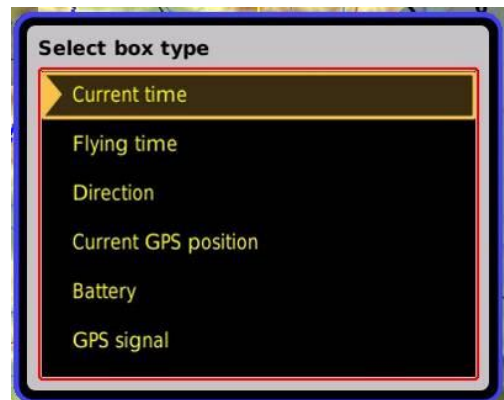 Select box type
Current time
Flying time
Direction
Current GPS position
Battery
GPS signal